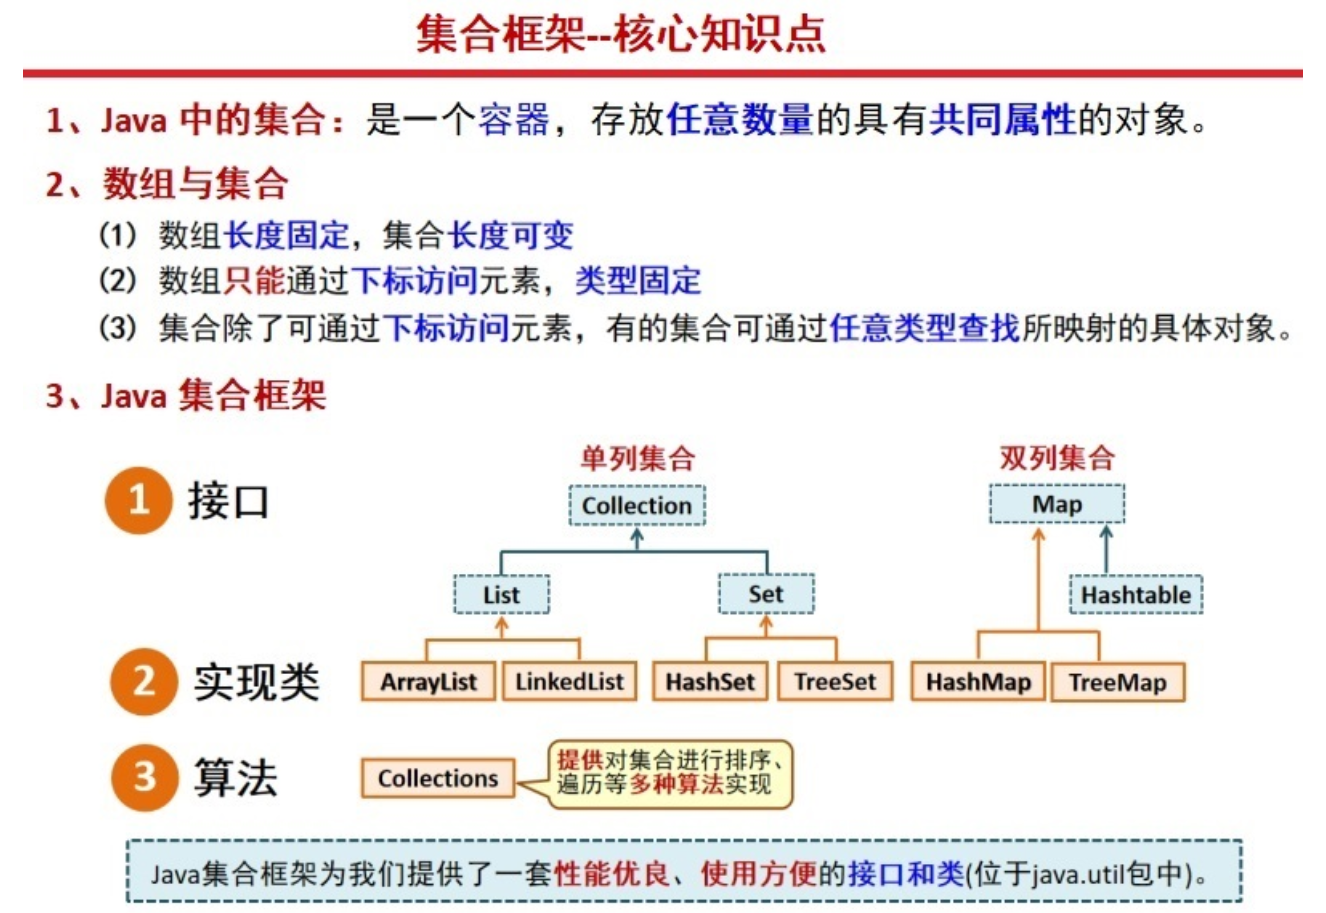 集合框架--核心知识点
1、Java 中的集合：是一个容器，存放任意数量的具有共同属性的对象。
2、数组与集合
(1) 数组长度固定，集合长度可变
(2) 数组只能通过下标访问元素，类型固定
(3) 集合除了可通过下标访问元素，有的集合可通过任意类型查找所映射的具体对象。
3、Java 集合框架
单列集合 双列集合
1 接口 Collection Map
List Set Hashtable
2 实现类 ArrayList LinkedList HashSet TreeSet HashMap TreeMap
3 算法 Collections
提供对集合进行排序、
遍历等多种算法实现
Java集合框架为我们提供了一套性能优良、使用方便的接口和类(位于java.util包中)。